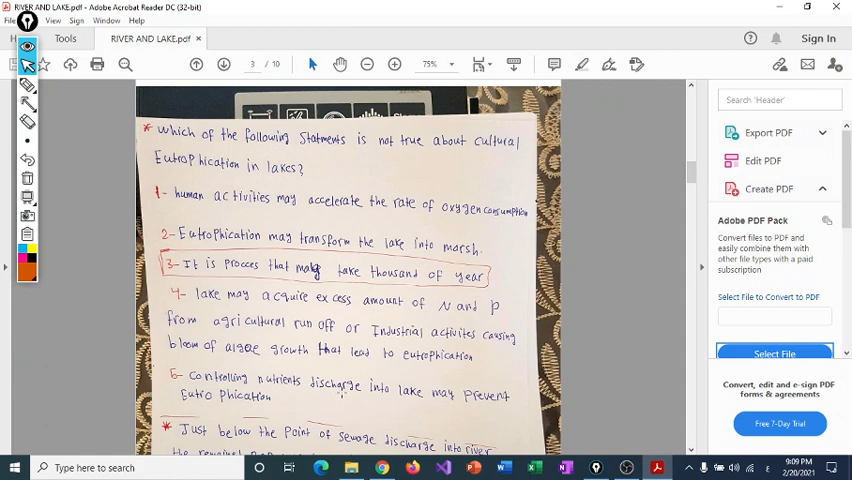 RIVER AND LAKE.pdf - Adobe Acrobat Reader DC (32-bit)
View Sign Window Help
Tools RIVER AND LAKE.pdf × Sign In
3 / 10 75%
* Which of the following Statments is not true about cultural
Eutrophication in lakes?
1- human activities may accelerate the rate of oxygen consumption
2- Eutrophication may transform the lake into marsh.
3- It is procces that may take thousand of year
4- lake may acquire excess amount of N and P
from agricultural run off or Industrial activites causing
bloom of algae growth that lead to eutrophication
5- Controlling nutrients discharge into lake may prevent
Eutrophication
* Just below the point of sewage discharge into river
Search 'Header'
Export PDF
Edit PDF
Create PDF
Adobe PDF Pack
Convert files to PDF and
easily combine them with
other file types with a paid
subscription
Select File to Convert to PDF
Select File
Convert, edit and e-sign PDF
forms & agreements
Free 7-Day Trial
Type here to search
9:09 PM
2/20/2021